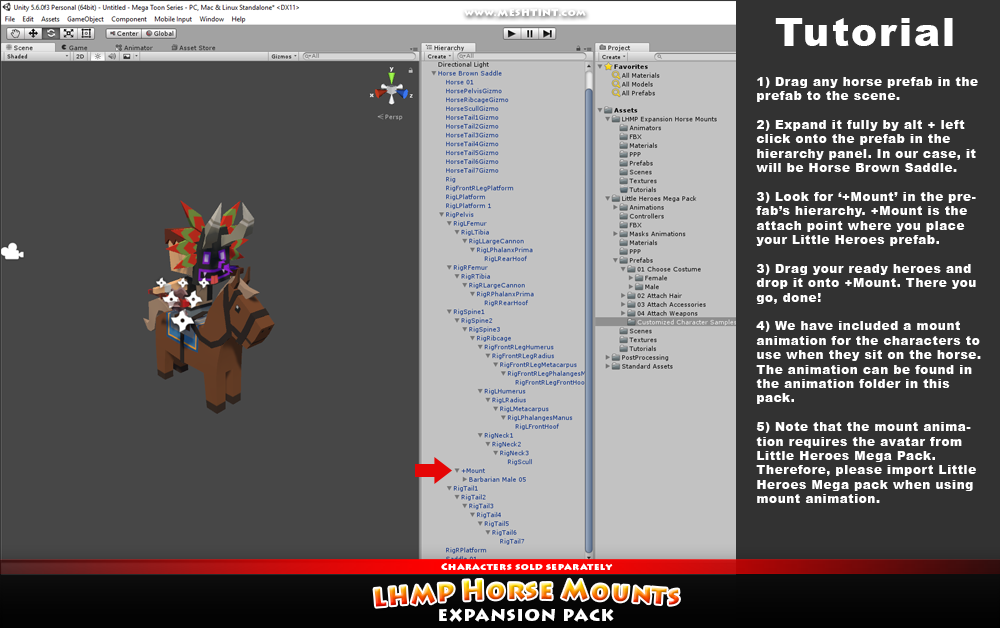 Unity 5.6.0f3 Personal (64bit) - Untitled - Mega Toon Series - PC, Mac & Linux Standalone* <DX11>
www.MESHTINT.com
File Edit Assets GameObject Component Mobile Input Window Help
Center Global
Scene Game Animator Asset Store
Shaded 2D Gizmos All
y
x
z
Persp
Hierarchy
Create All
Directional Light
Horse Brown Saddle
Horse 01
HorsePelvisGizmo
HorseRibcageGizmo
HorseScullGizmo
HorseTail1Gizmo
HorseTail2Gizmo
HorseTail3Gizmo
HorseTail4Gizmo
HorseTail5Gizmo
HorseTail6Gizmo
HorseTail7Gizmo
Rig
RigFrontRLegPlatform
RigLPlatform
RigLPlatform 1
RigPelvis
RigLFemur
RigLTibia
RigLLargeCannon
RigLPhalanxPrima
RigLRearHoof
RigRFemur
RigRTibia
RigRLargeCannon
RigRPhalanxPrima
RigRRearHoof
RigSpine1
RigSpine2
RigSpine3
RigRibcage
RigFrontRLegHumerus
RigFrontRLegRadius
RigFrontRLegMetacarpus
RigFrontRLegPhalangesM
RigFrontRLegFrontHoo
RigLHumerus
RigLRadius
RigLMetacarpus
RigLPhalangesManus
RigLFrontHoof
RigNeck1
RigNeck2
RigNeck3
RigScull
+Mount
Barbarian Male 05
RigTail1
RigTail2
RigTail3
RigTail4
RigTail5
RigTail6
RigTail7
RigRPlatform
Saddle 01
Project
Create
Favorites
All Materials
All Models
All Prefabs
Assets
LHMP Expansion Horse Mounts
Animators
FBX
Materials
PPP
Prefabs
Scenes
Textures
Tutorials
Little Heroes Mega Pack
Animations
Controllers
FBX
Masks Animations
Materials
PPP
Prefabs
01 Choose Costume
Female
Male
02 Attach Hair
03 Attach Accessories
04 Attach Weapons
Customized Character Samples
Scenes
Textures
Tutorials
PostProcessing
Standard Assets
Tutorial
1) Drag any horse prefab in the
prefab to the scene.
2) Expand it fully by alt + left
click onto the prefab in the
hierarchy panel. In our case, it
will be Horse Brown Saddle.
3) Look for ‘+Mount’ in the pre-
fab’s hierarchy. +Mount is the
attach point where you place
your Little Heroes prefab.
3) Drag your ready heroes and
drop it onto +Mount. There you
go, done!
4) We have included a mount
animation for the characters to
use when they sit on the horse.
The animation can be found in
the animation folder in this
pack.
5) Note that the mount anima-
tion requires the avatar from
Little Heroes Mega Pack.
Therefore, please import Little
Heroes Mega pack when using
mount animation.
CHARACTERS SOLD SEPARATELY
LHMP HORSE MOUNTS
EXPANSION PACK